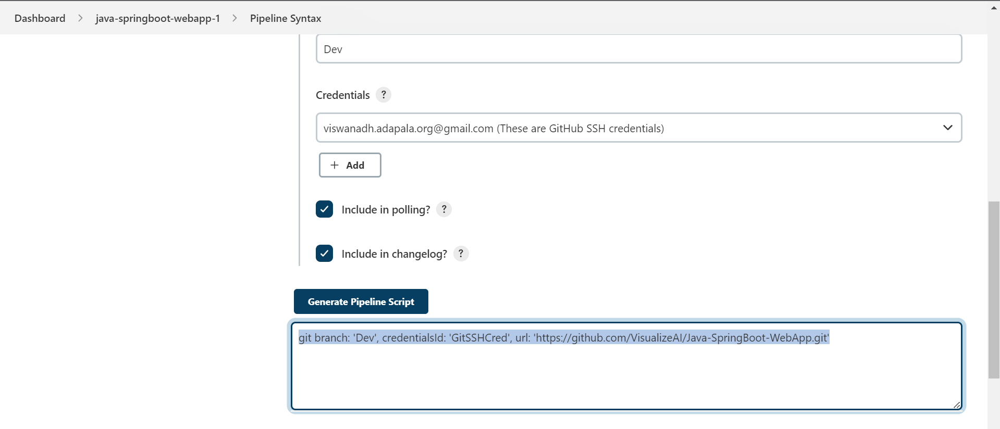 Dashboard > java-springboot-webapp-1 > Pipeline Syntax
Dev
Credentials ?
viswanadh.adapala.org@gmail.com (These are GitHub SSH credentials)
+ Add
Include in polling? ?
Include in changelog? ?
Generate Pipeline Script
git branch: 'Dev', credentialsId: 'GitSSHCred', url: 'https://github.com/VisualizeAI/Java-SpringBoot-WebApp.git'